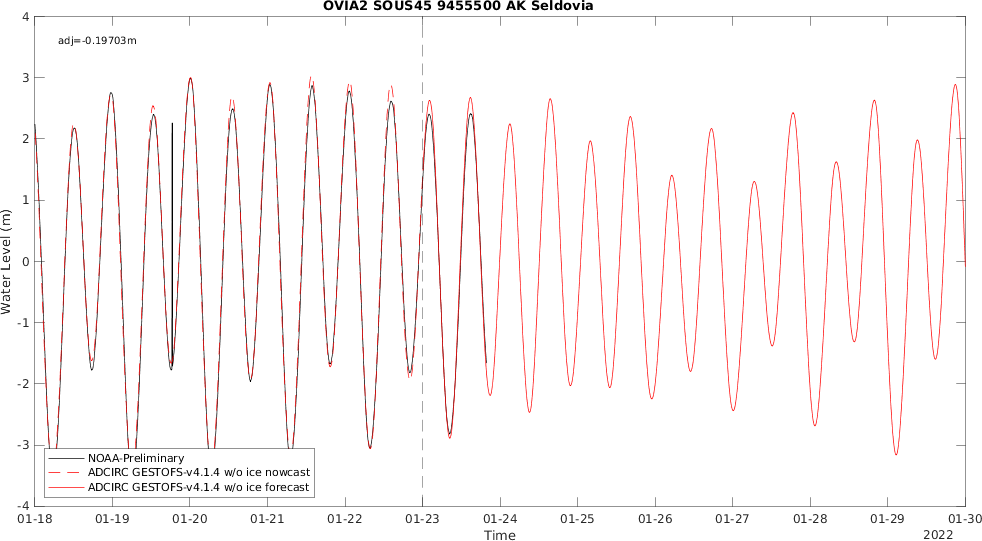 OVIA2 SOUS45 9455500 AK Seldovia
adj=-0.19703m
4
3
2
1
0
-1
-2
-3
-4
Water Level (m)
NOAA-Preliminary
ADCIRC GESTOFS-v4.1.4 w/o ice nowcast
ADCIRC GESTOFS-v4.1.4 w/o ice forecast
01-18 01-19 01-20 01-21 01-22 01-23 01-24 01-25 01-26 01-27 01-28 01-29 01-30
Time
2022